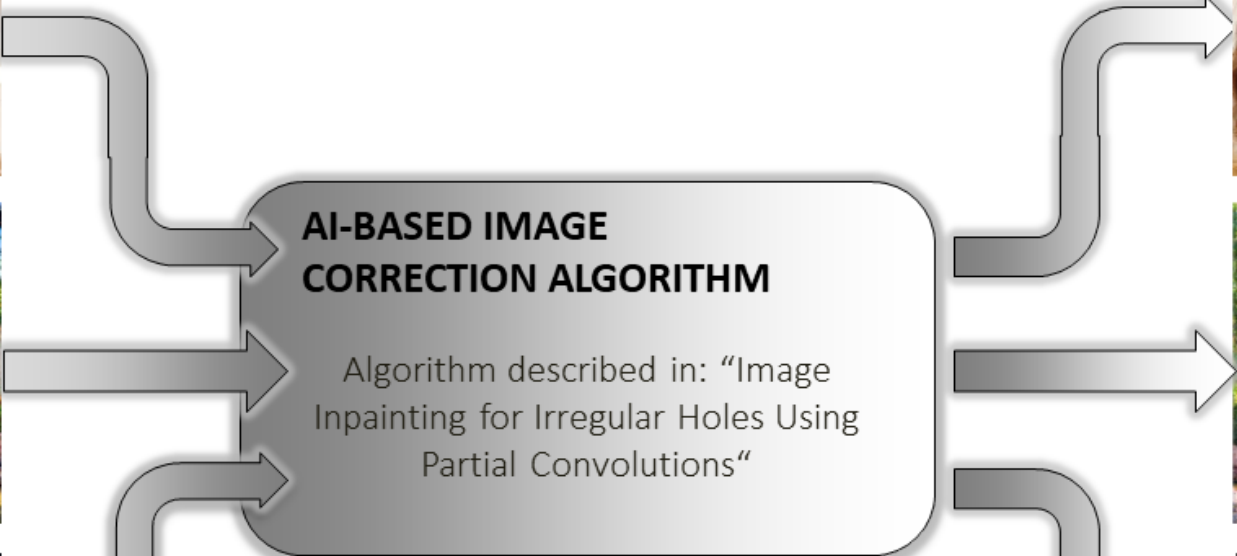 AI-BASED IMAGE
CORRECTION ALGORITHM
Algorithm described in: “Image
Inpainting for Irregular Holes Using
Partial Convolutions“